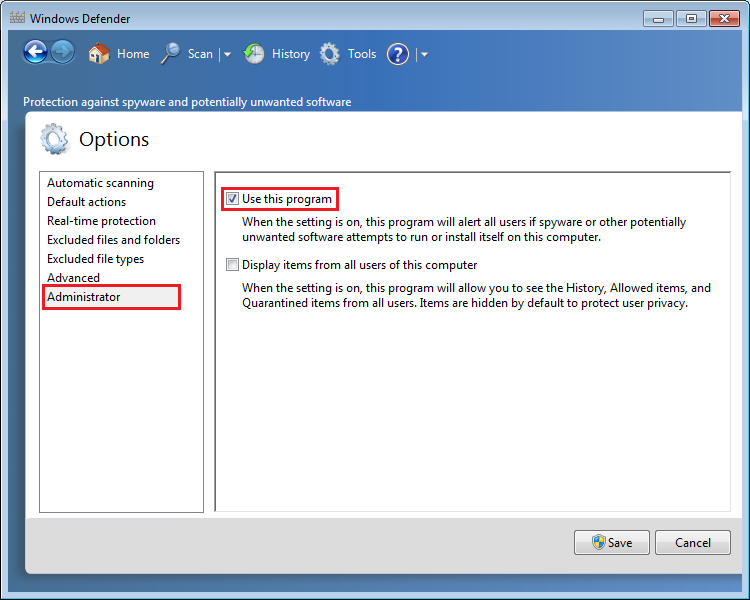 Windows Defender
Home Scan History Tools ?
Protection against spyware and potentially unwanted software
Options
Automatic scanning
Default actions
Real-time protection
Excluded files and folders
Excluded file types
Advanced
Administrator
Use this program
When the setting is on, this program will alert all users if spyware or other potentially
unwanted software attempts to run or install itself on this computer.
Display items from all users of this computer
When the setting is on, this program will allow you to see the History, Allowed items, and
Quarantined items from all users. Items are hidden by default to protect user privacy.
Save Cancel